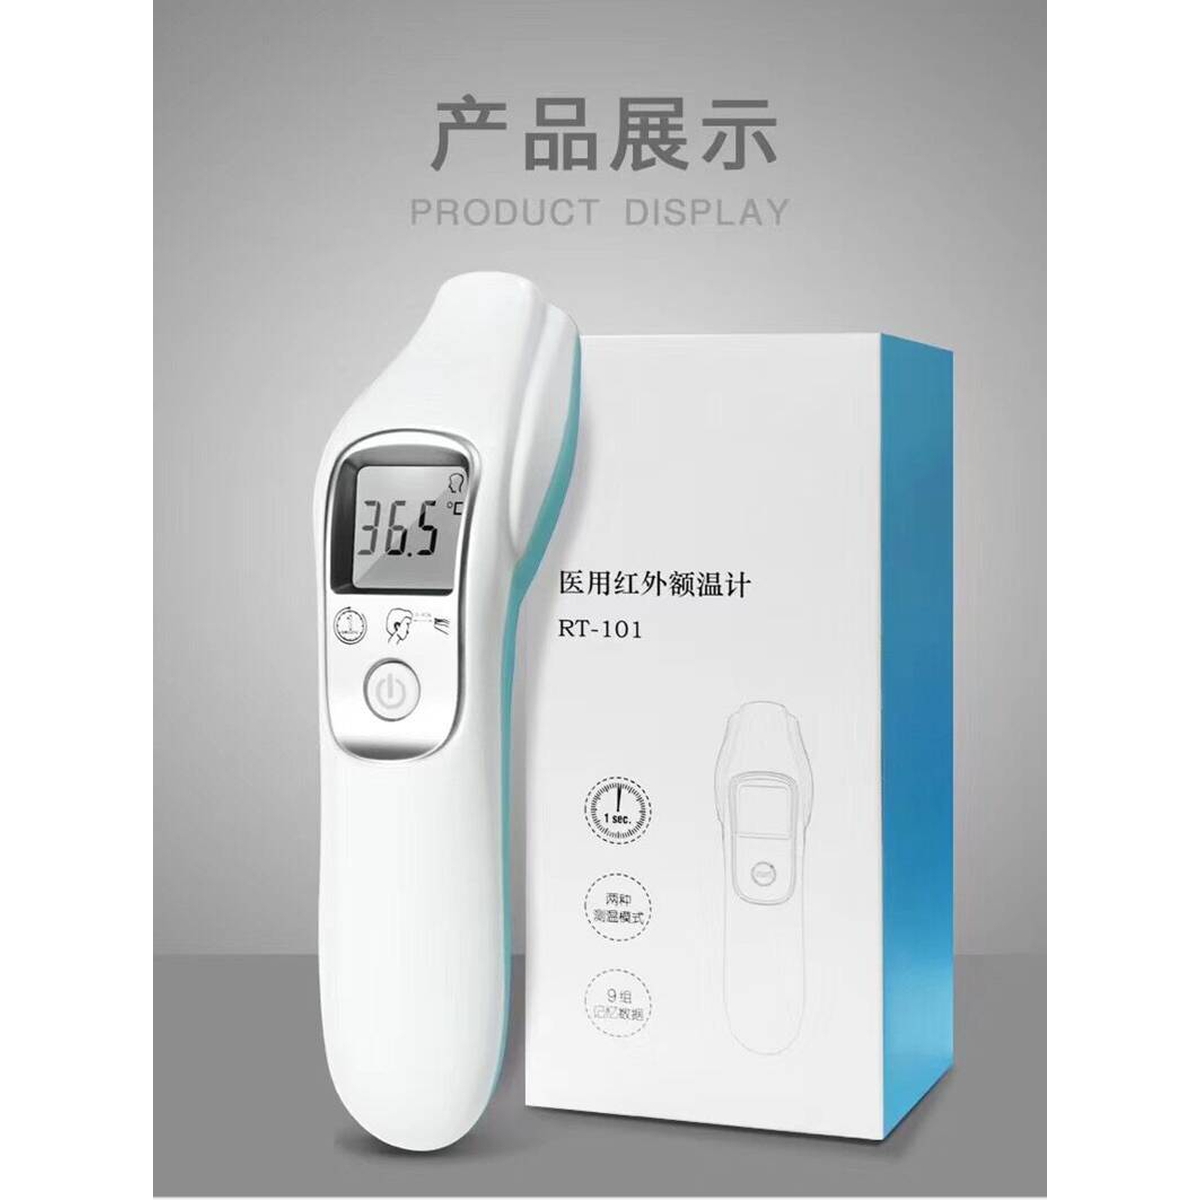 产品展示
PRODUCT DISPLAY
36.5 °C
医用红外额温计
RT-101
1 sec.
两种
测温模式
9组
记忆数据